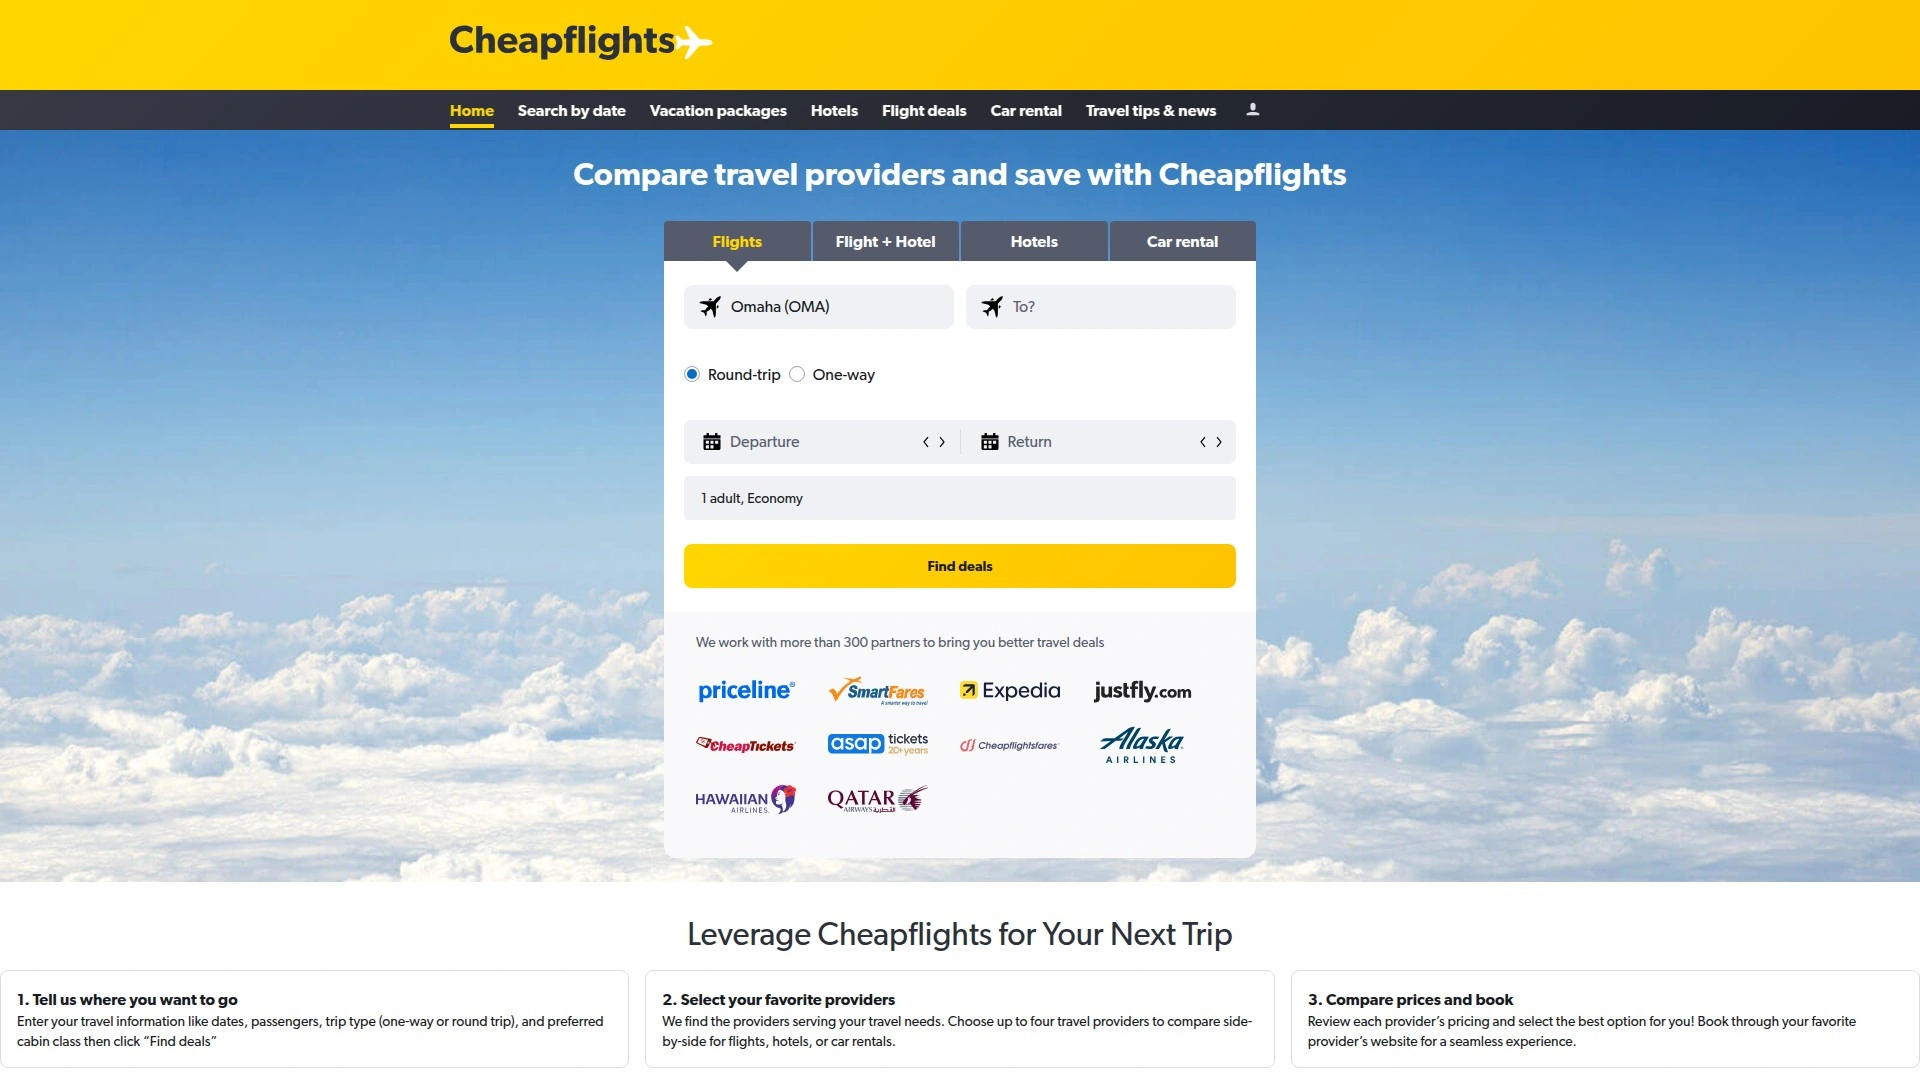 Cheapflights
Home Search by date Vacation packages Hotels Flight deals Car rental Travel tips & news
Compare travel providers and save with Cheapflights
Flights Flight + Hotel Hotels Car rental
Omaha (OMA) To?
Round-trip One-way
Departure Return
1 adult, Economy
Find deals
We work with more than 300 partners to bring you better travel deals
priceline® SmartFares Expedia justfly.com
A smarter way to travel
CheapTickets asap tickets Cheapflightsfares Alaska
20+ years AIRLINES
HAWAIIAN QATAR
AIRLINES. AIRWAYS القطرية
Leverage Cheapflights for Your Next Trip
1. Tell us where you want to go
Enter your travel information like dates, passengers, trip type (one-way or round trip), and preferred
cabin class then click “Find deals”
2. Select your favorite providers
We find the providers serving your travel needs. Choose up to four travel providers to compare side-
by-side for flights, hotels, or car rentals.
3. Compare prices and book
Review each provider’s pricing and select the best option for you! Book through your favorite
provider’s website for a seamless experience.